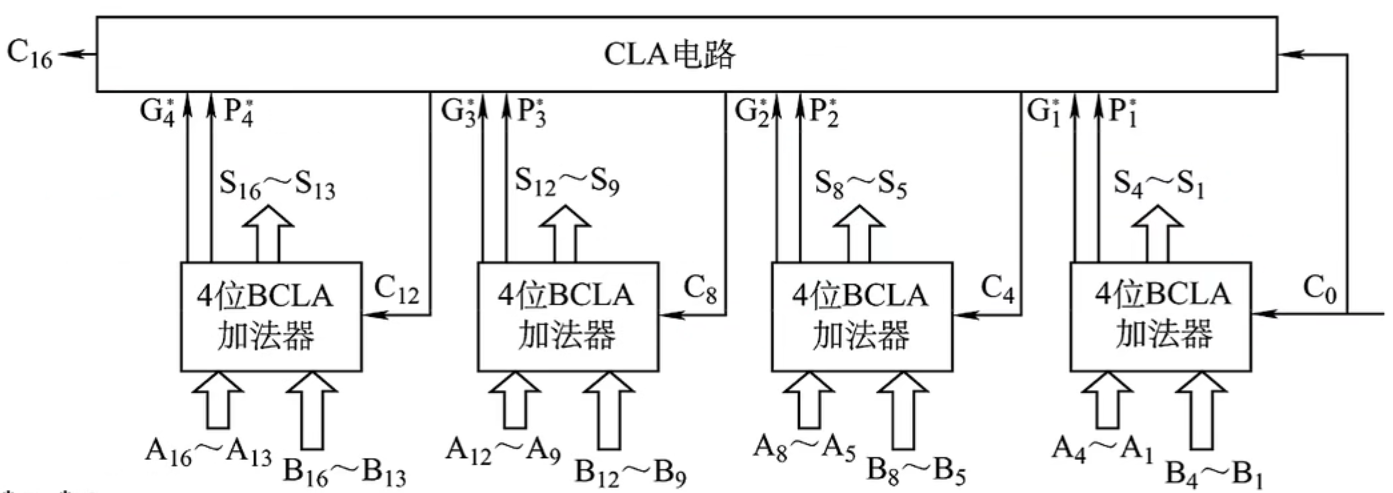 C₁₆ CLA电路
G₄* P₄* G₃* P₃* G₂* P₂* G₁* P₁*
S₁₆～S₁₃ S₁₂～S₉ S₈～S₅ S₄～S₁
4位BCLA C₁₂ 4位BCLA C₈ 4位BCLA C₄ 4位BCLA C₀
加法器 加法器 加法器 加法器
A₁₆～A₁₃ B₁₆～B₁₃ A₁₂～A₉ B₁₂～B₉ A₈～A₅ B₈～B₅ A₄～A₁ B₄～B₁